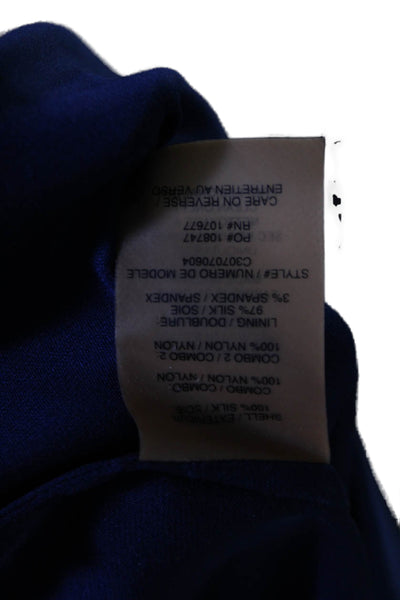 SHELL / EXTERIEUR:
100% SILK / SOIE
COMBO / COMBO:
100% NYLON / NYLON
COMBO 2 / COMBO 2:
100% NYLON / NYLON
LINING / DOUBLURE:
97% SILK / SOIE
3% SPANDEX / SPANDEX
STYLE# / NUMERO DE MODELE
C307070604
PO# 108747
RN# 107677
CARE ON REVERSE /
ENTRETIEN AU VERSO